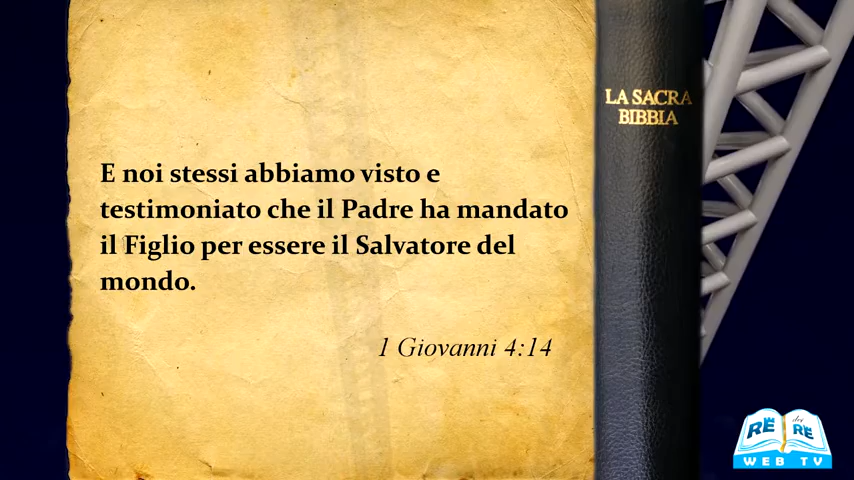 E noi stessi abbiamo visto e
testimoniato che il Padre ha mandato
il Figlio per essere il Salvatore del
mondo.
1 Giovanni 4:14
LA SACRA
BIBBIA
RE dei RE
WEB TV